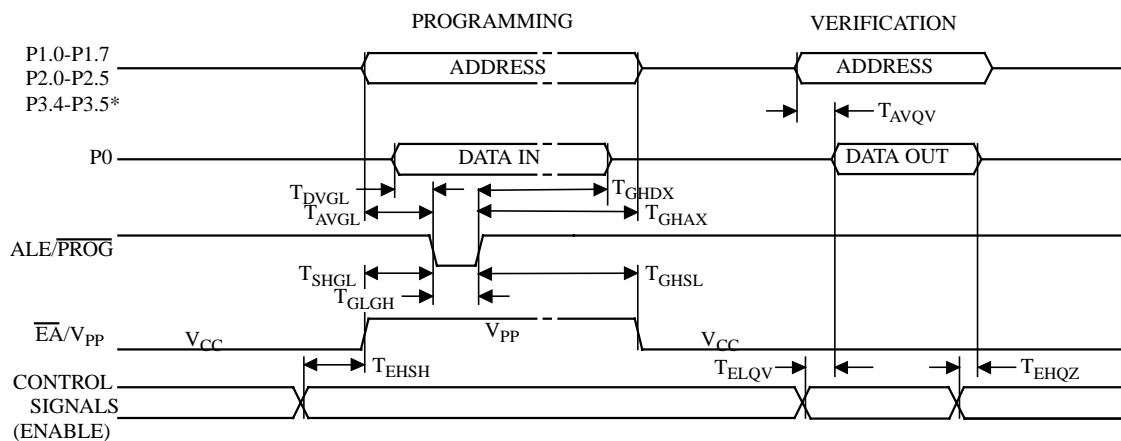 PROGRAMMING
VERIFICATION
P1.0-P1.7
P2.0-P2.5
P3.4-P3.5*
ADDRESS
ADDRESS
TAVQV
P0
DATA IN
DATA OUT
TDVGL
TGHDX
TAVGL
TGHAX
ALE/PROG
TSHGL
TGHSL
TGLGH
EA/VPP
VCC
VPP
VCC
TEHSH
TELQV
TEHQZ
CONTROL
SIGNALS
(ENABLE)